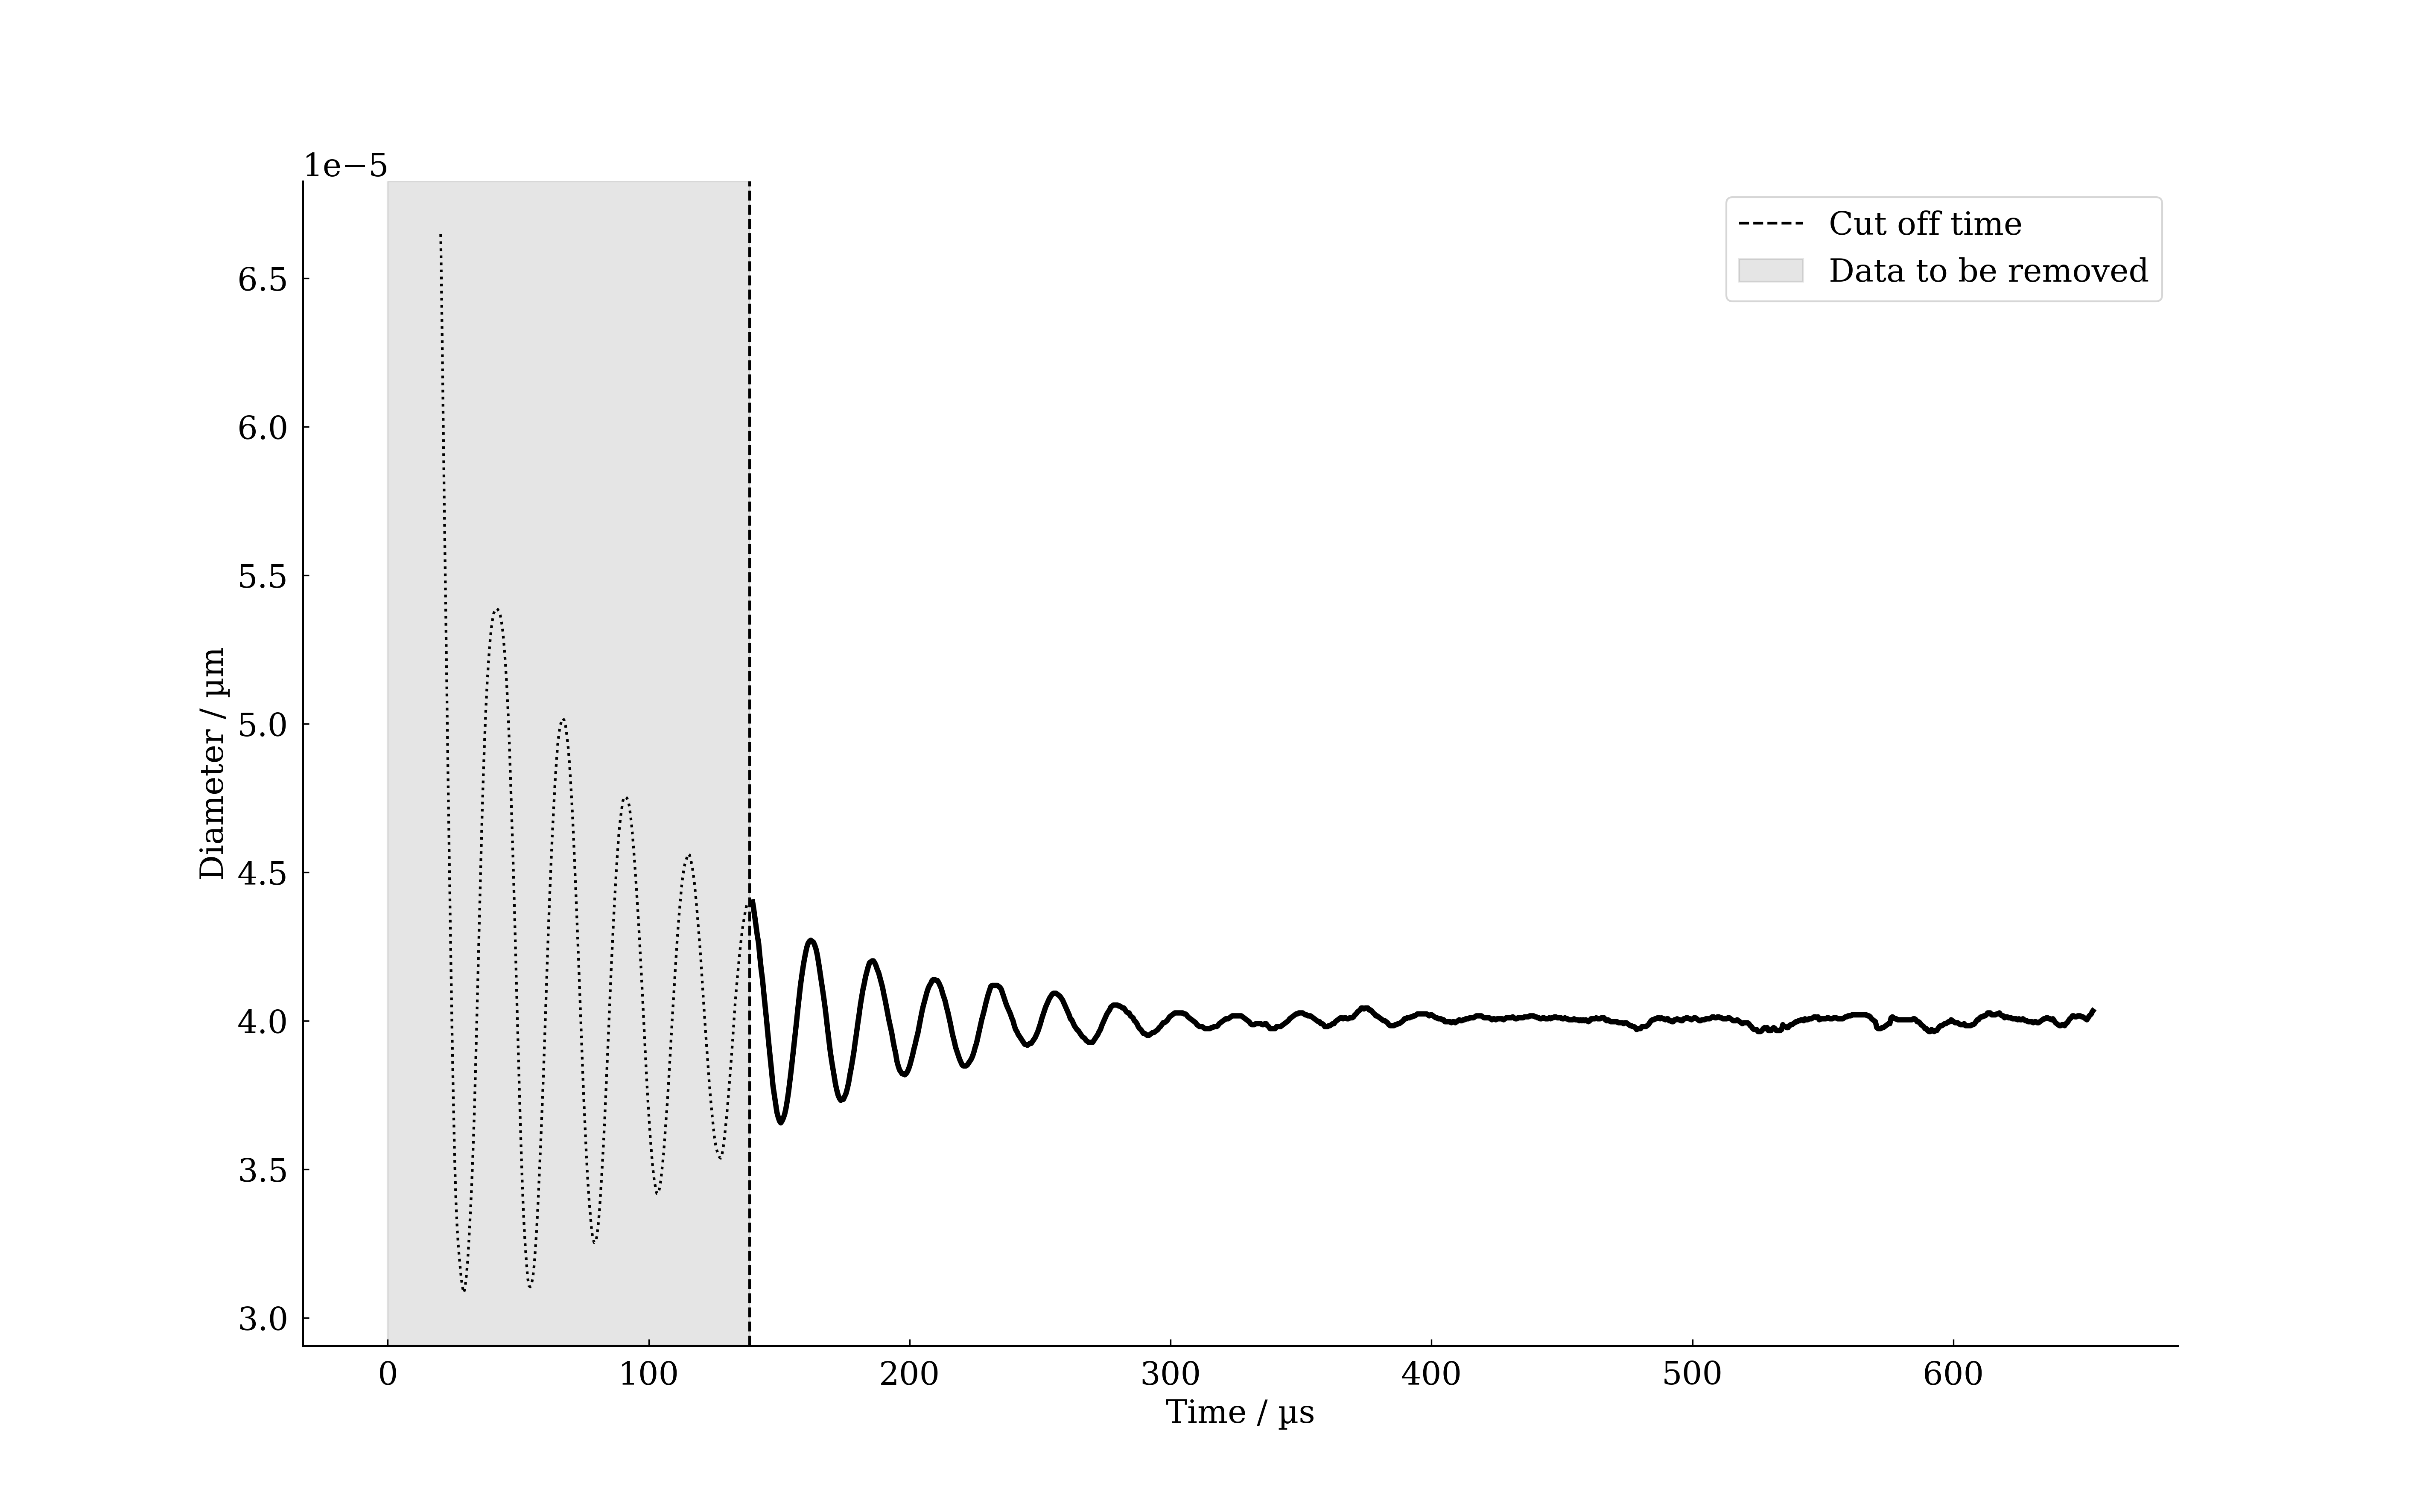 1e−5
Cut off time
Data to be removed
6.5
6.0
5.5
5.0
4.5
4.0
3.5
3.0
Diameter / µm
0 100 200 300 400 500 600
Time / µs